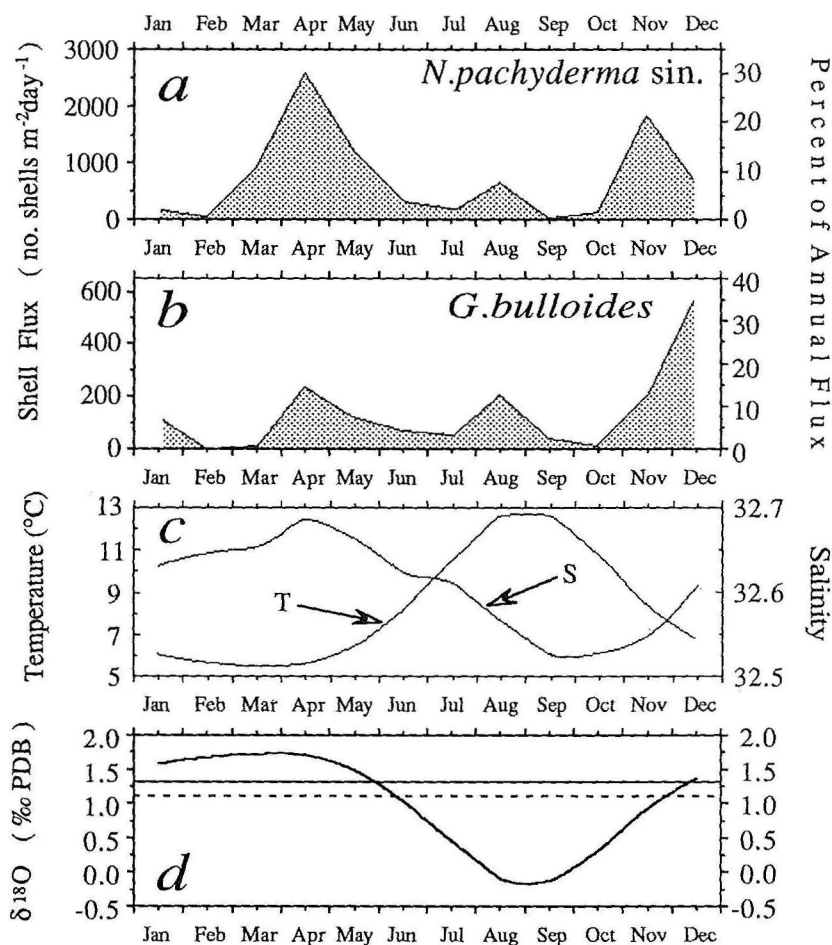 Jan Feb Mar Apr May Jun Jul Aug Sep Oct Nov Dec
3000
2000
1000
0
a
N.pachyderma sin.
30
20
10
0
Shell Flux ( no. shells m⁻²day⁻¹ )
Percent of Annual Flux
Jan Feb Mar Apr May Jun Jul Aug Sep Oct Nov Dec
600
400
200
0
b
G.bulloides
40
30
20
10
0
Jan Feb Mar Apr May Jun Jul Aug Sep Oct Nov Dec
Temperature (°C)
13
11
9
7
5
c
T
S
32.7
32.6
32.5
Salinity
Jan Feb Mar Apr May Jun Jul Aug Sep Oct Nov Dec
δ¹⁸O ( ‰ PDB )
2.0
1.5
1.0
0.5
0.0
-0.5
d
2.0
1.5
1.0
0.5
0.0
-0.5
Jan Feb Mar Apr May Jun Jul Aug Sep Oct Nov Dec